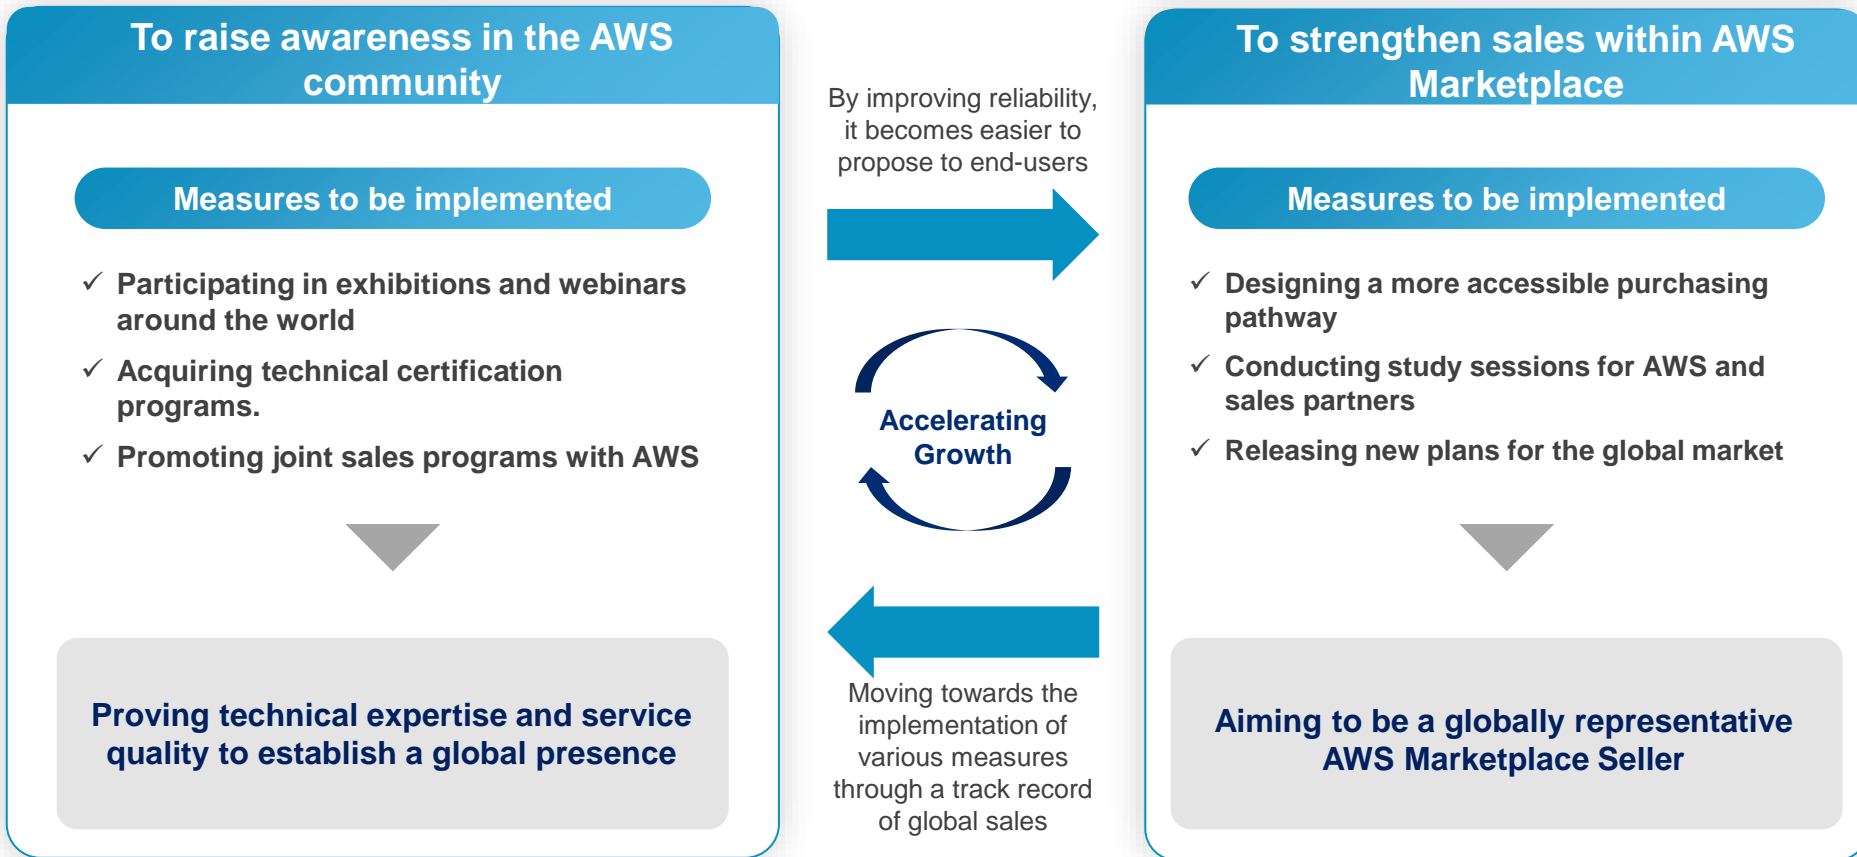 To raise awareness in the AWS
community
Measures to be implemented
✓ Participating in exhibitions and webinars
around the world
✓ Acquiring technical certification
programs.
✓ Promoting joint sales programs with AWS
Proving technical expertise and service
quality to establish a global presence
By improving reliability,
it becomes easier to
propose to end-users
Accelerating
Growth
Moving towards the
implementation of
various measures
through a track record
of global sales
To strengthen sales within AWS
Marketplace
Measures to be implemented
✓ Designing a more accessible purchasing
pathway
✓ Conducting study sessions for AWS and
sales partners
✓ Releasing new plans for the global market
Aiming to be a globally representative
AWS Marketplace Seller